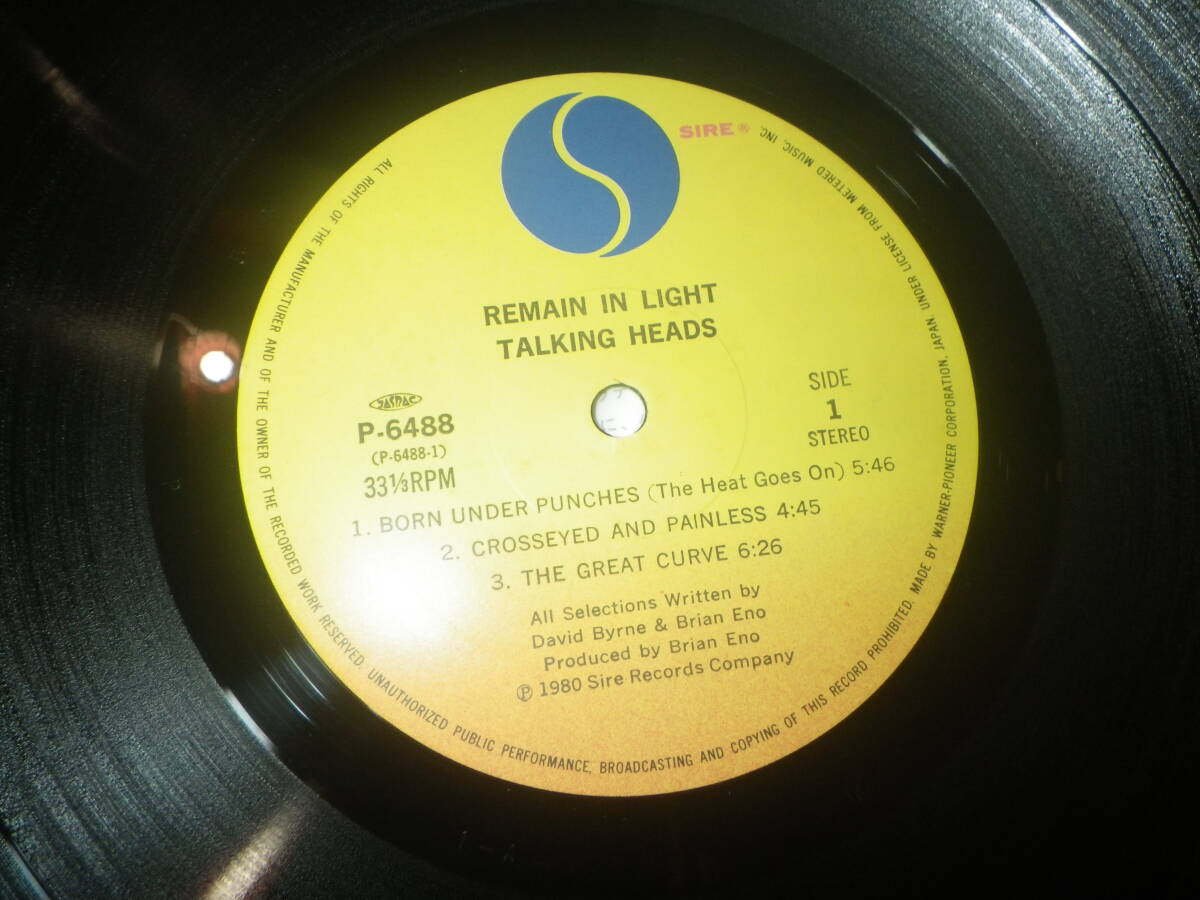 SIRE®
REMAIN IN LIGHT
TALKING HEADS
JASRAC
P-6488
(P-6488-1)
33⅓RPM
SIDE
1
STEREO
1. BORN UNDER PUNCHES (The Heat Goes On) 5:46
2. CROSSEYED AND PAINLESS 4:45
3. THE GREAT CURVE 6:26
All Selections Written by
David Byrne & Brian Eno
Produced by Brian Eno
℗ 1980 Sire Records Company
ALL RIGHTS OF THE MANUFACTURER AND OF THE OWNER OF THE RECORDED WORK RESERVED. UNAUTHORIZED PUBLIC PERFORMANCE, BROADCASTING AND COPYING OF THIS RECORD PROHIBITED. MADE BY WARNER-PIONEER CORPORATION, JAPAN. UNDER LICENSE FROM METERED MUSIC, INC.